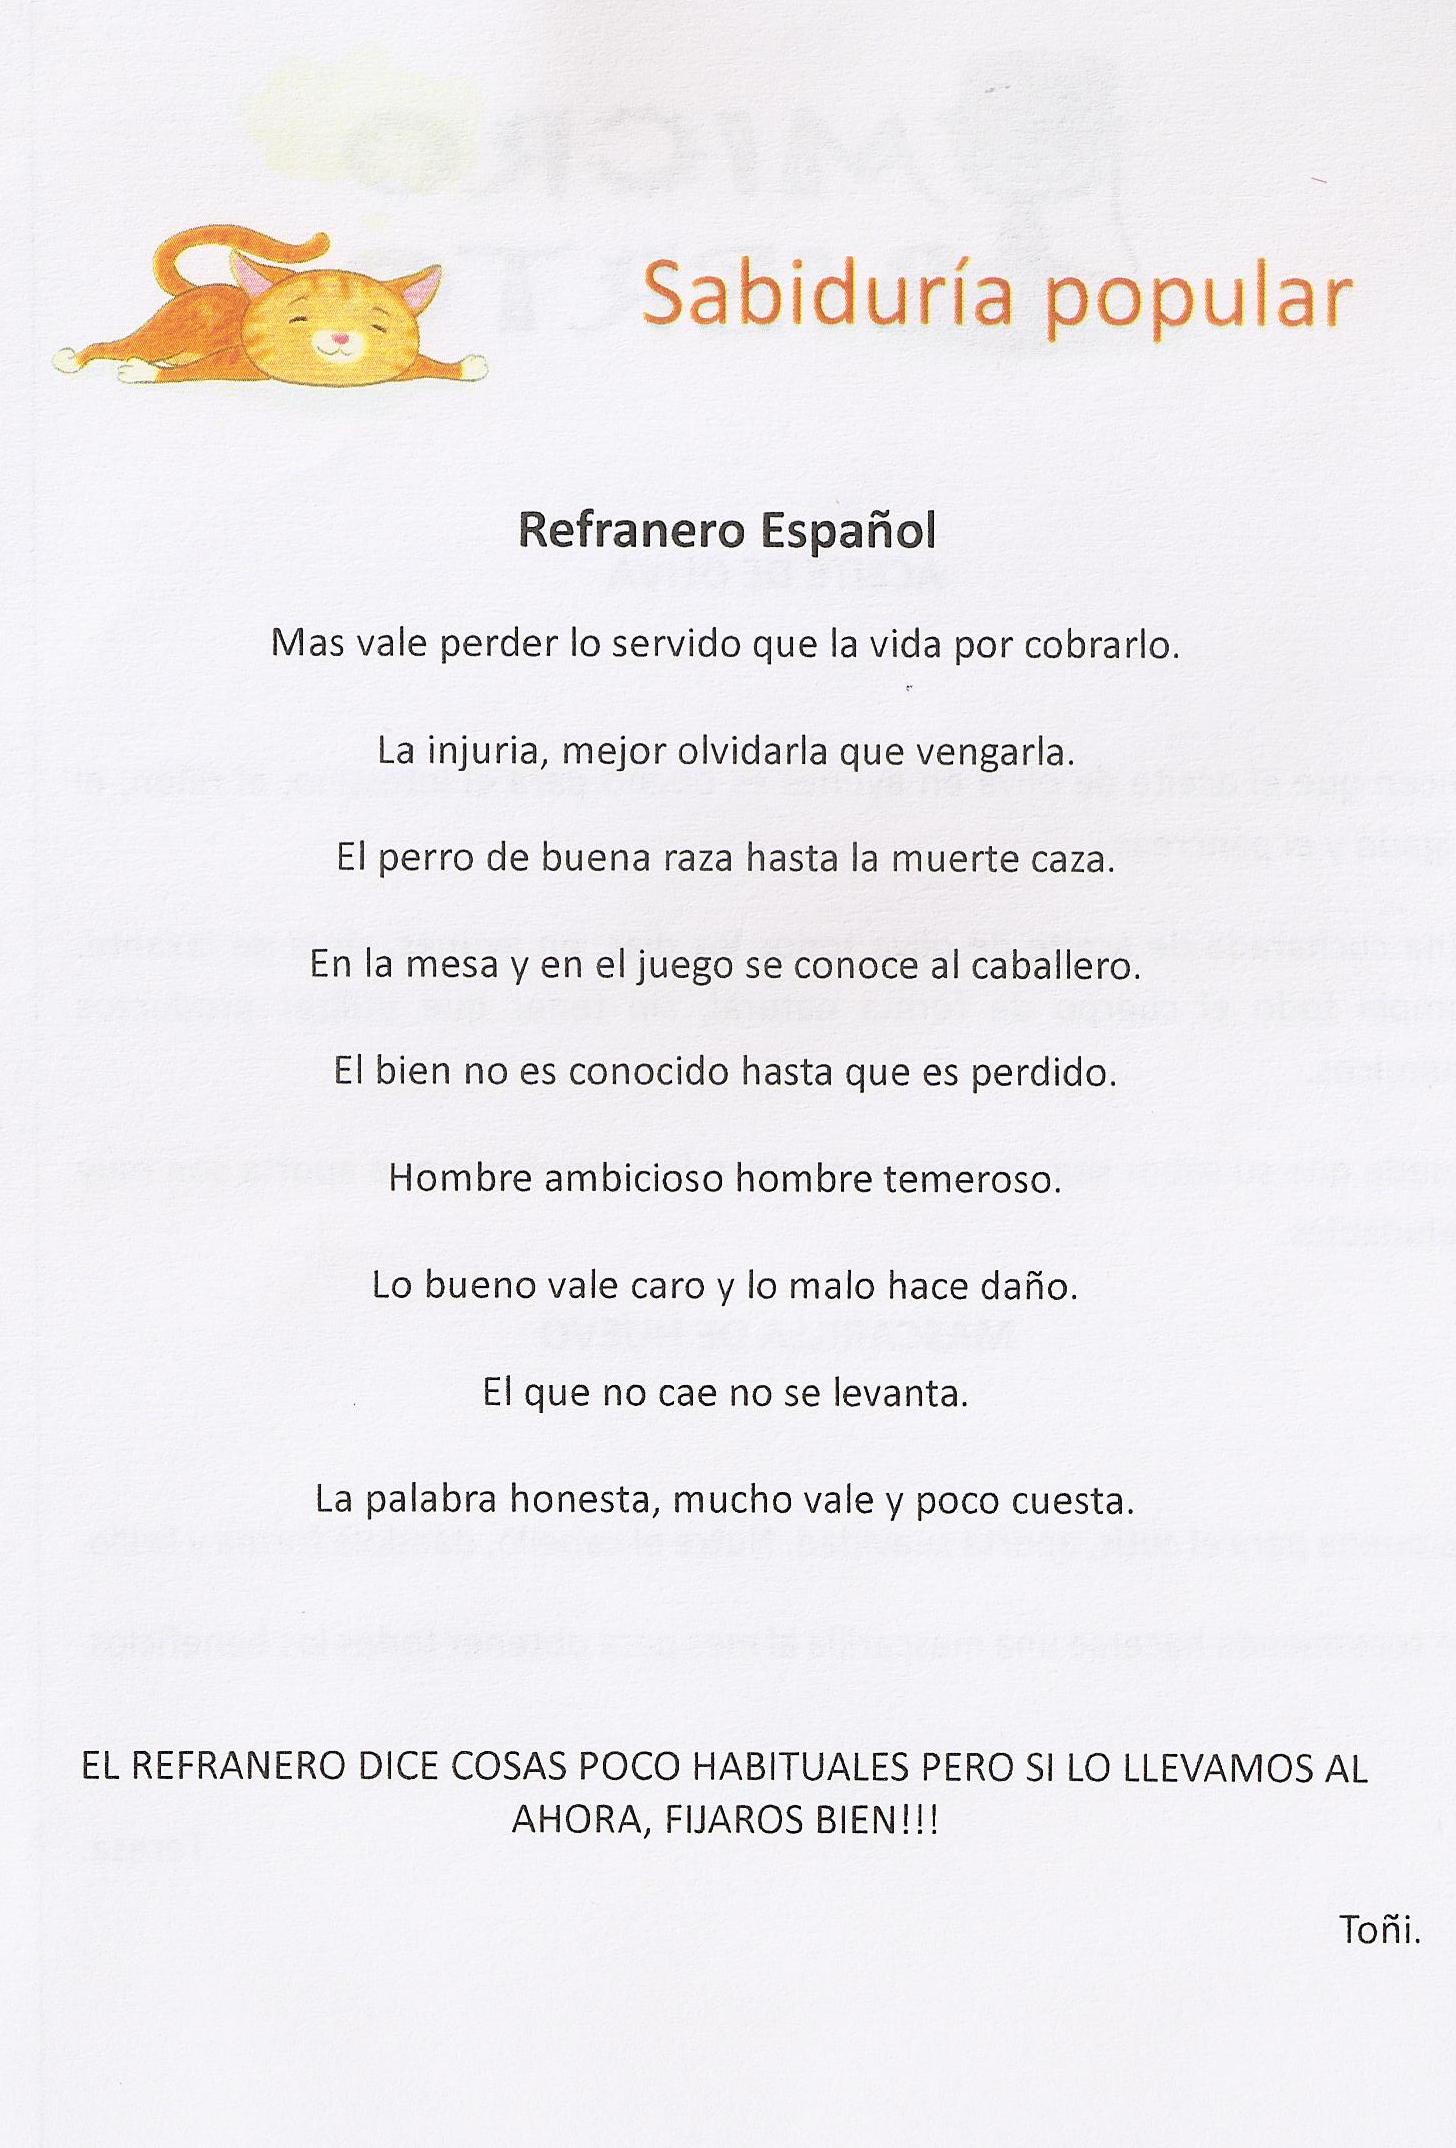 Sabiduría popular
Refranero Español
Mas vale perder lo servido que la vida por cobrarlo.
La injuria, mejor olvidarla que vengarla.
El perro de buena raza hasta la muerte caza.
En la mesa y en el juego se conoce al caballero.
El bien no es conocido hasta que es perdido.
Hombre ambicioso hombre temeroso.
Lo bueno vale caro y lo malo hace daño.
El que no cae no se levanta.
La palabra honesta, mucho vale y poco cuesta.
EL REFRANERO DICE COSAS POCO HABITUALES PERO SI LO LLEVAMOS AL
AHORA, FIJAROS BIEN!!!
Toñi.